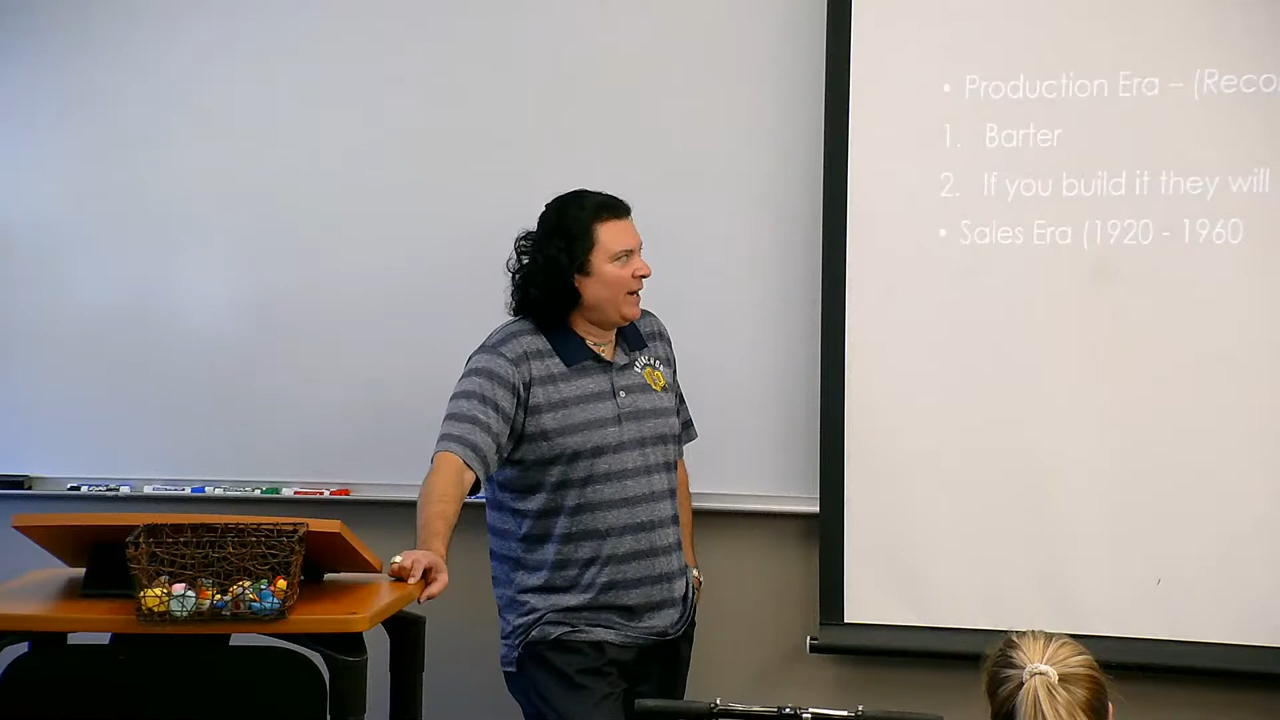 • Production Era – (Reco
1. Barter
2. If you build it they will
• Sales Era (1920 - 1960